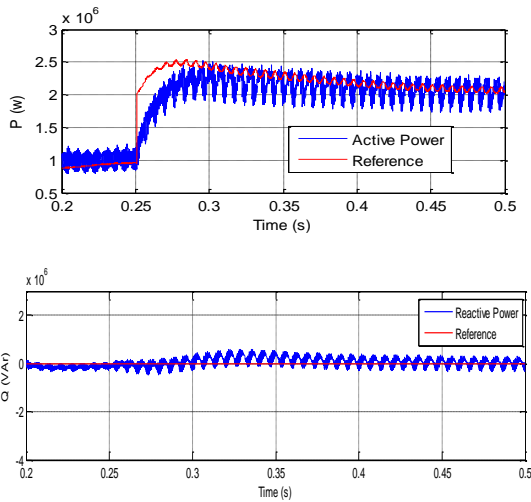 x 10^6
3
2.5
2
1.5
1
0.5
P (w)
Active Power
Reference
0.2 0.25 0.3 0.35 0.4 0.45 0.5
Time (s)
x 10^6
2
0
-2
-4
Q (VAr)
Reactive Power
Reference
0.2 0.25 0.3 0.35 0.4 0.45 0.5
Time (s)